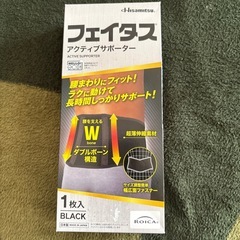 Hisamitsu
フェイタス
アクティブサポーター
ACTIVE SUPPORTER
腰まわりにフィット!
ラクに動けて
長時間しっかりサポート!
腰を支える
W
bone
ダブルボーン
構造
超薄伸縮素材
サイズ調整簡単
幅広面ファスナー
1枚入
BLACK
ROICA